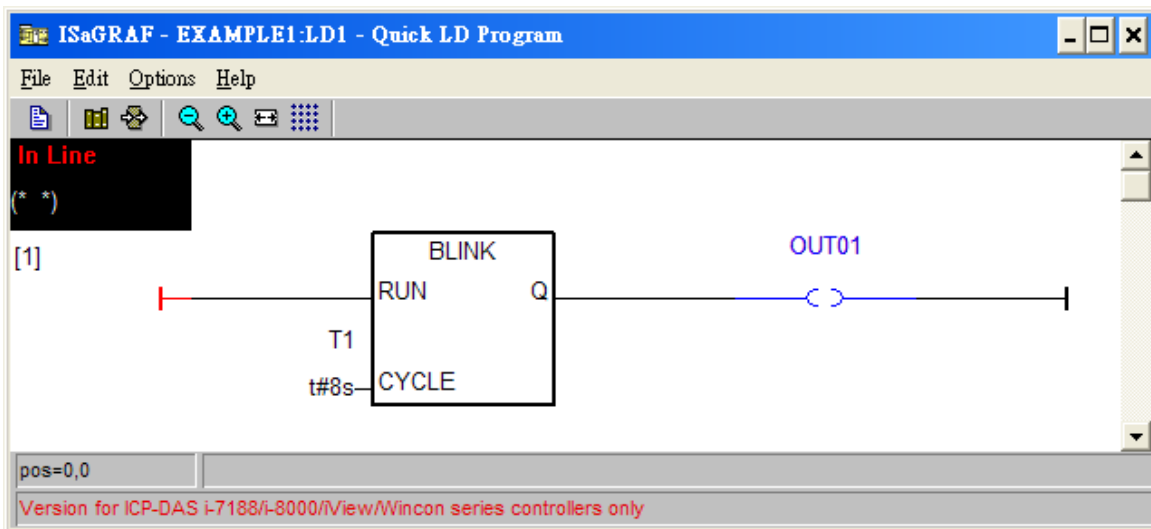 ISaGRAF - EXAMPLE1:LD1 - Quick LD Program
File Edit Options Help
In Line
(* *)
[1]
BLINK
OUT01
RUN Q
T1
t#8s CYCLE
pos=0,0
Version for ICP-DAS i-7188/i-8000/iView/Wincon series controllers only